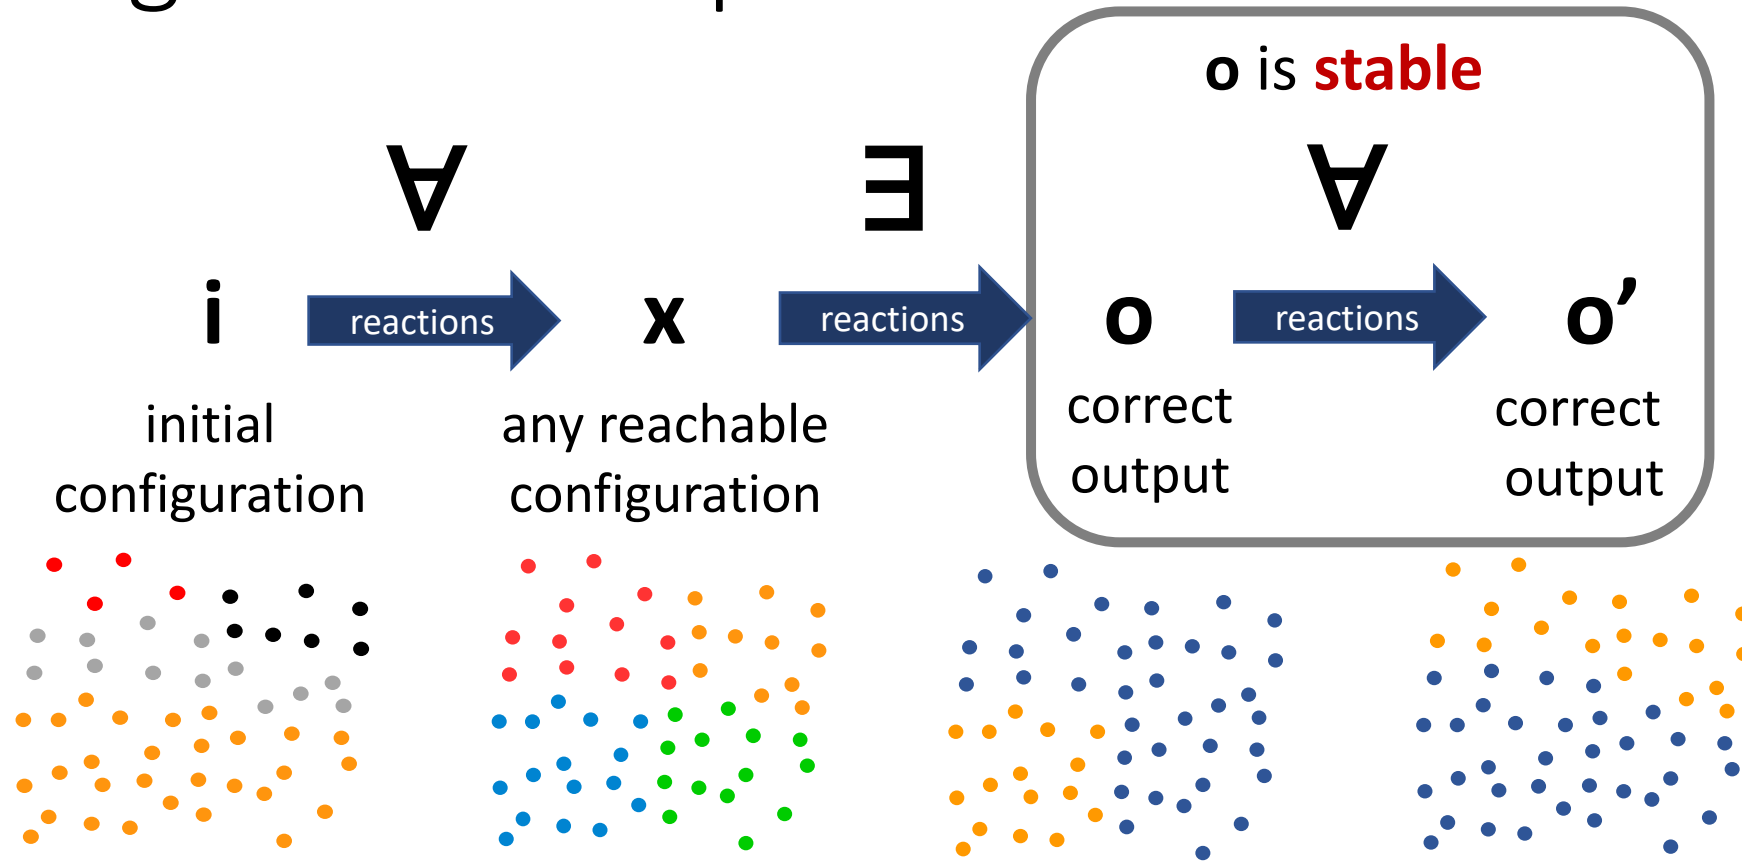 o is stable
∀ ∃ ∀
i reactions x reactions o reactions o’
initial configuration
any reachable configuration
correct output
correct output